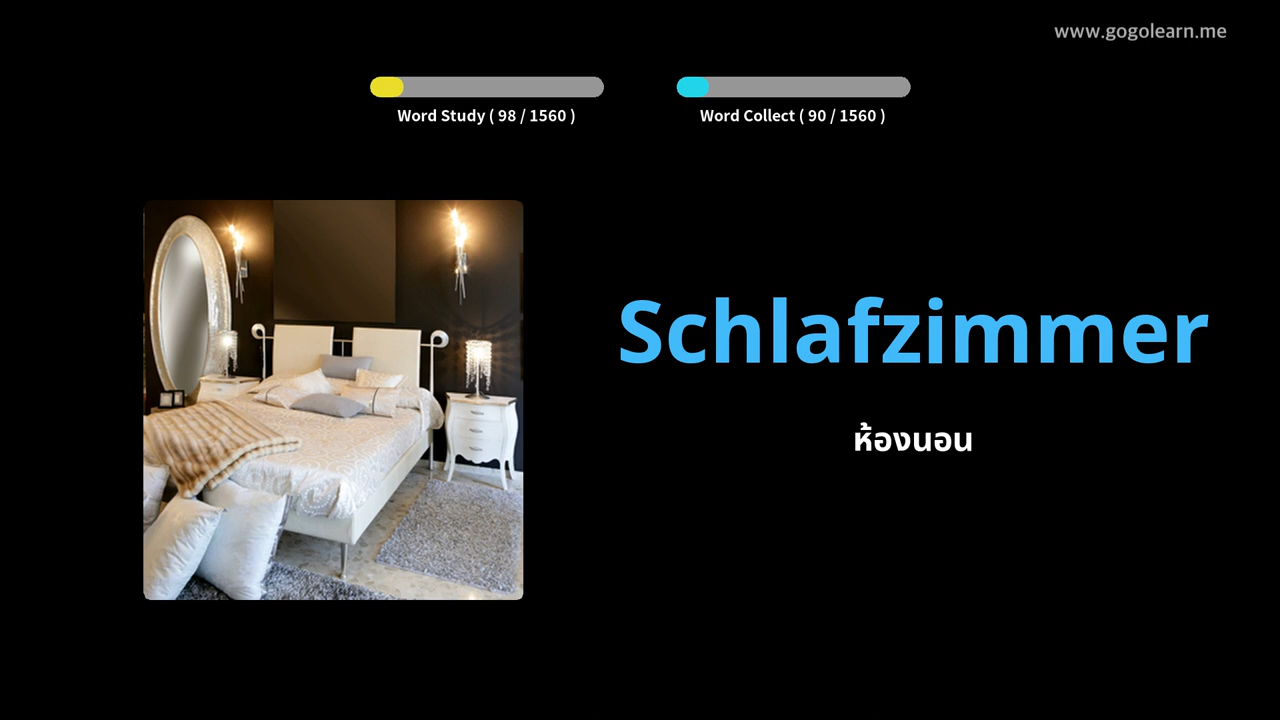 www.gogolearn.me
Word Study ( 98 / 1560 )
Word Collect ( 90 / 1560 )
Schlafzimmer
ห้องนอน